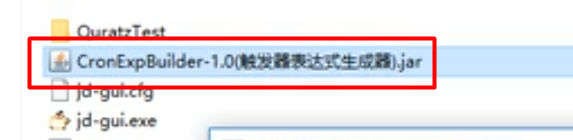 QuratzTest
CronExpBuilder-1.0(触发器表达式生成器).jar
jd-gui.cfg
jd-gui.exe